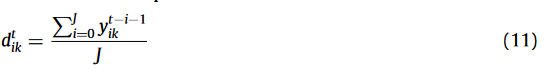 $d_{ik}^{t} = \frac{\sum_{i=0}^{J} y_{ik}^{t-i-1}}{J}$ (11)